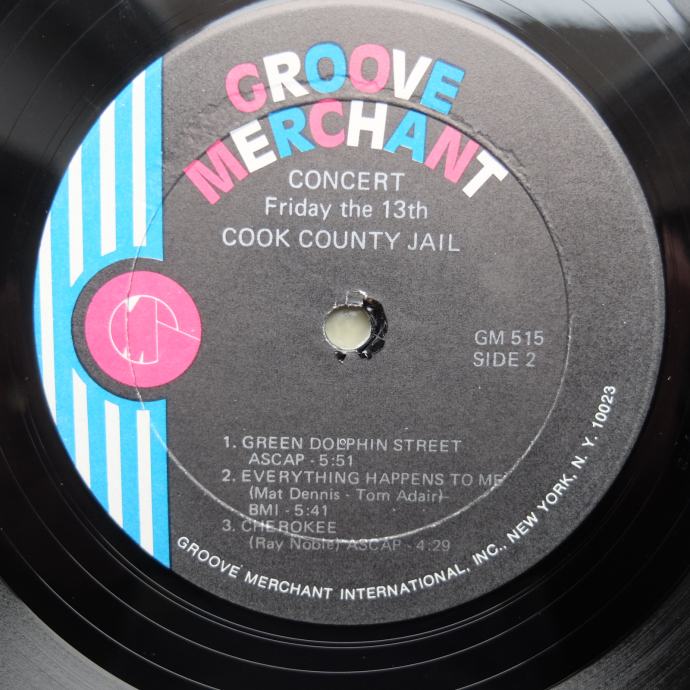 GROOVE
MERCHANT
CONCERT
Friday the 13th
COOK COUNTY JAIL
GM 515
SIDE 2
1. GREEN DOLPHIN STREET
ASCAP - 5:51
2. EVERYTHING HAPPENS TO ME
(Mat Dennis - Tom Adair)
BMI - 5:41
3. CHEROKEE
(Ray Noble) ASCAP - 4:29
GROOVE MERCHANT INTERNATIONAL, INC., NEW YORK, N. Y. 10023